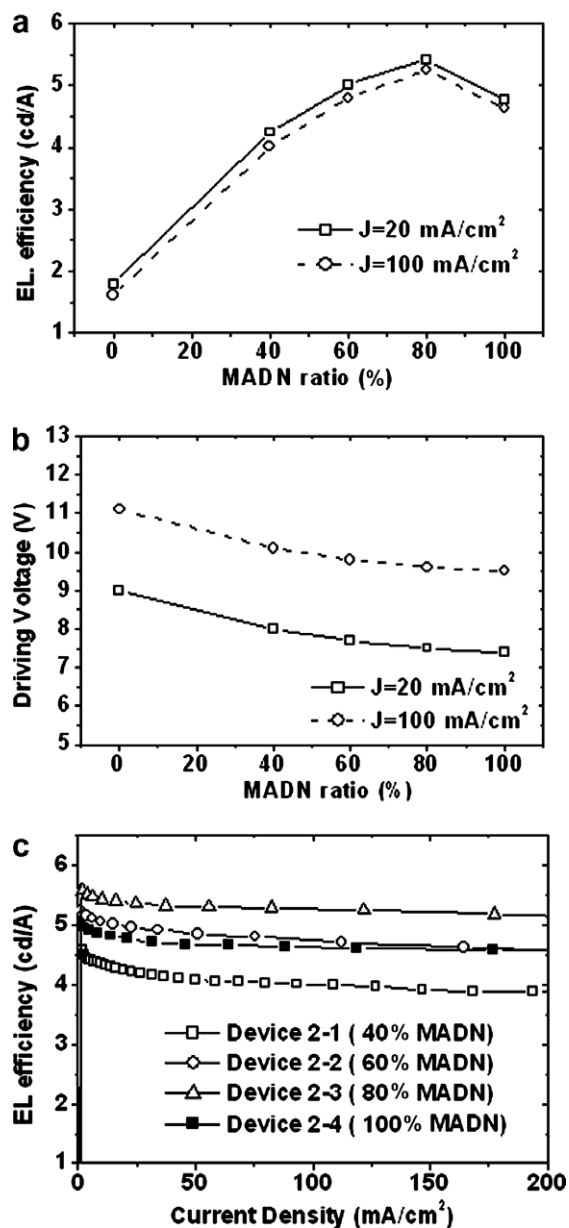 a
6
5
4
3
2
1
EL. efficiency (cd/A)
J=20 mA/cm²
J=100 mA/cm²
0 20 40 60 80 100
MADN ratio (%)
b
13
12
11
10
9
8
7
6
5
Driving Voltage (V)
J=20 mA/cm²
J=100 mA/cm²
0 20 40 60 80 100
MADN ratio (%)
c
6
5
4
3
2
1
EL efficiency (cd/A)
Device 2-1 ( 40% MADN)
Device 2-2 ( 60% MADN)
Device 2-3 ( 80% MADN)
Device 2-4 ( 100% MADN)
0 50 100 150 200
Current Density (mA/cm²)